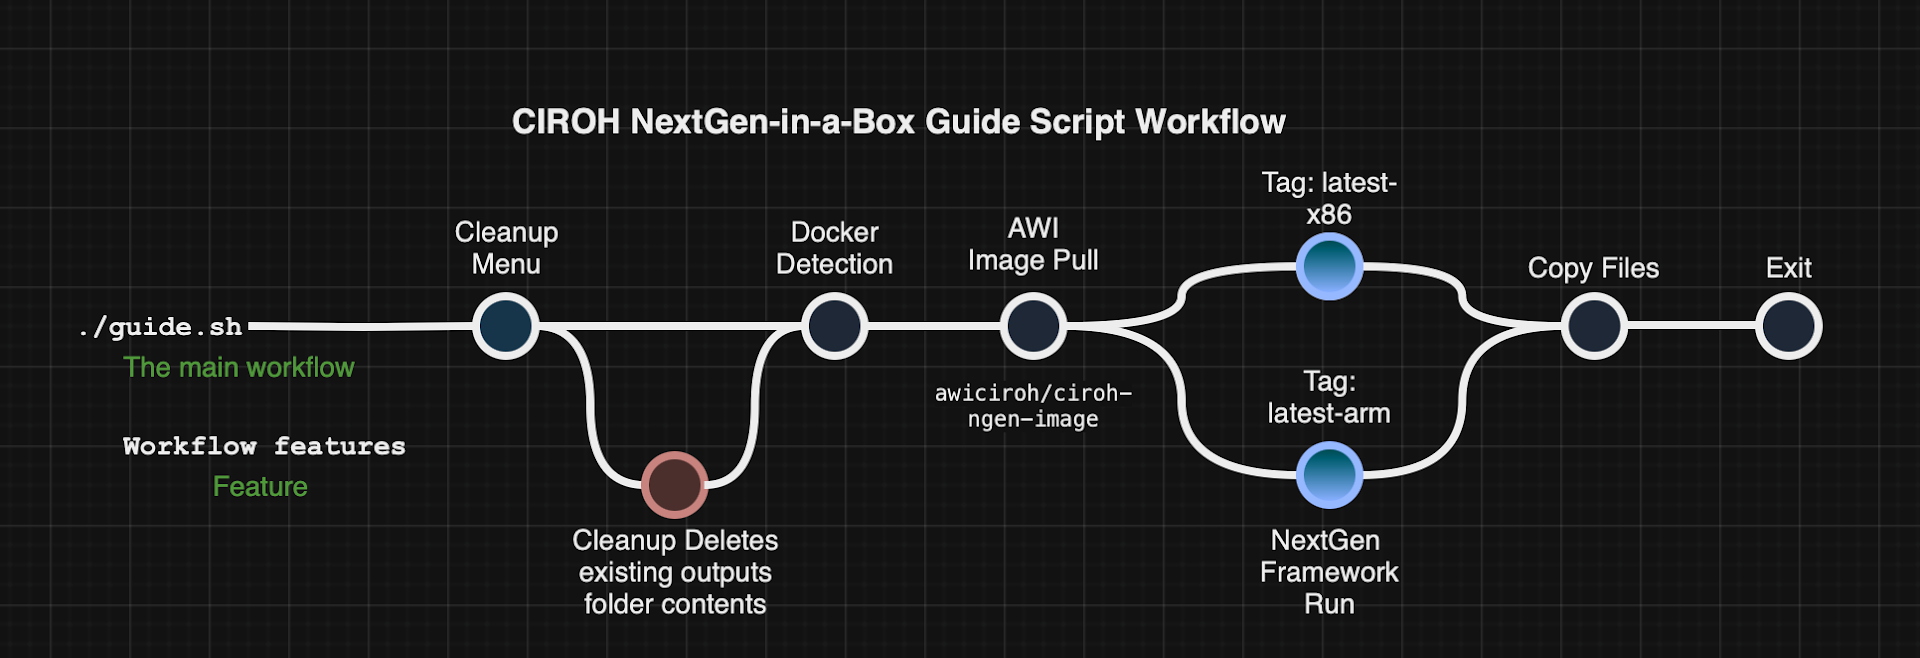 CIROH NextGen-in-a-Box Guide Script Workflow
Tag: latest-
x86
Cleanup
Menu
Docker
Detection
AWI
Image Pull
Copy Files
Exit
./guide.sh
The main workflow
awiciroh/ciroh-
ngen-image
Tag:
latest-arm
Workflow features
Feature
Cleanup Deletes
existing outputs
folder contents
NextGen
Framework
Run